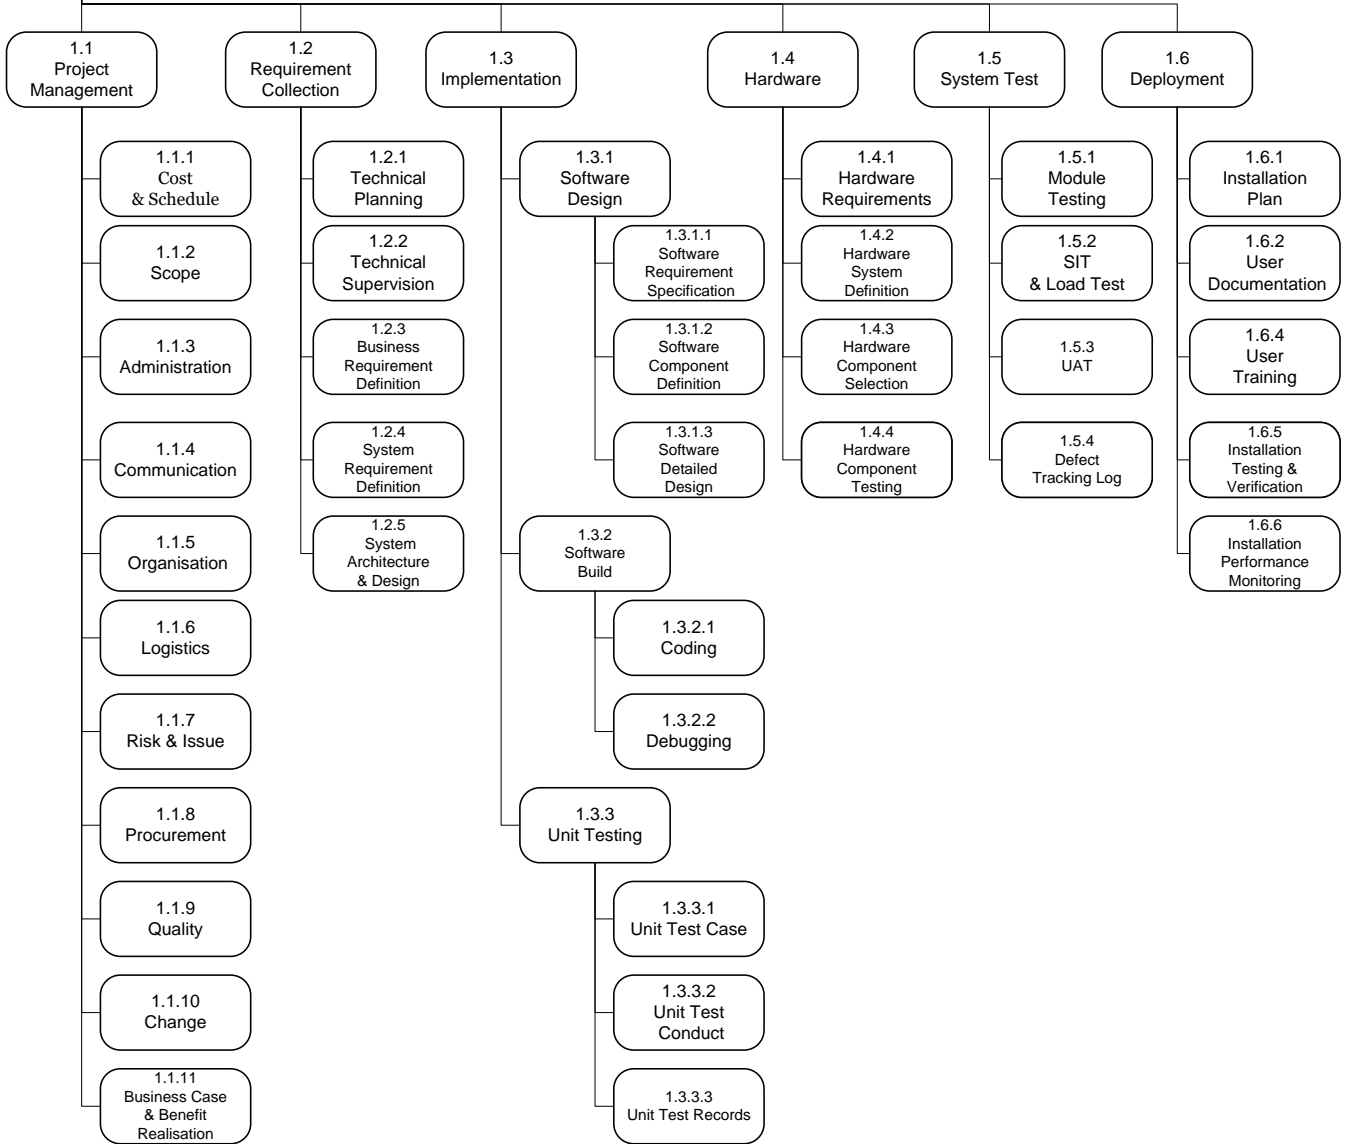 1.1
Project
Management
1.2
Requirement
Collection
1.3
Implementation
1.4
Hardware
1.5
System Test
1.6
Deployment
1.1.1
Cost
& Schedule
1.1.2
Scope
1.1.3
Administration
1.1.4
Communication
1.1.5
Organisation
1.1.6
Logistics
1.1.7
Risk & Issue
1.1.8
Procurement
1.1.9
Quality
1.1.10
Change
1.1.11
Business Case
& Benefit
Realisation
1.2.1
Technical
Planning
1.2.2
Technical
Supervision
1.2.3
Business
Requirement
Definition
1.2.4
System
Requirement
Definition
1.2.5
System
Architecture
& Design
1.3.1
Software
Design
1.3.1.1
Software
Requirement
Specification
1.3.1.2
Software
Component
Definition
1.3.1.3
Software
Detailed
Design
1.3.2
Software
Build
1.3.2.1
Coding
1.3.2.2
Debugging
1.3.3
Unit Testing
1.3.3.1
Unit Test Case
1.3.3.2
Unit Test
Conduct
1.3.3.3
Unit Test Records
1.4.1
Hardware
Requirements
1.4.2
Hardware
System
Definition
1.4.3
Hardware
Component
Selection
1.4.4
Hardware
Component
Testing
1.5.1
Module
Testing
1.5.2
SIT
& Load Test
1.5.3
UAT
1.5.4
Defect
Tracking Log
1.6.1
Installation
Plan
1.6.2
User
Documentation
1.6.4
User
Training
1.6.5
Installation
Testing &
Verification
1.6.6
Installation
Performance
Monitoring